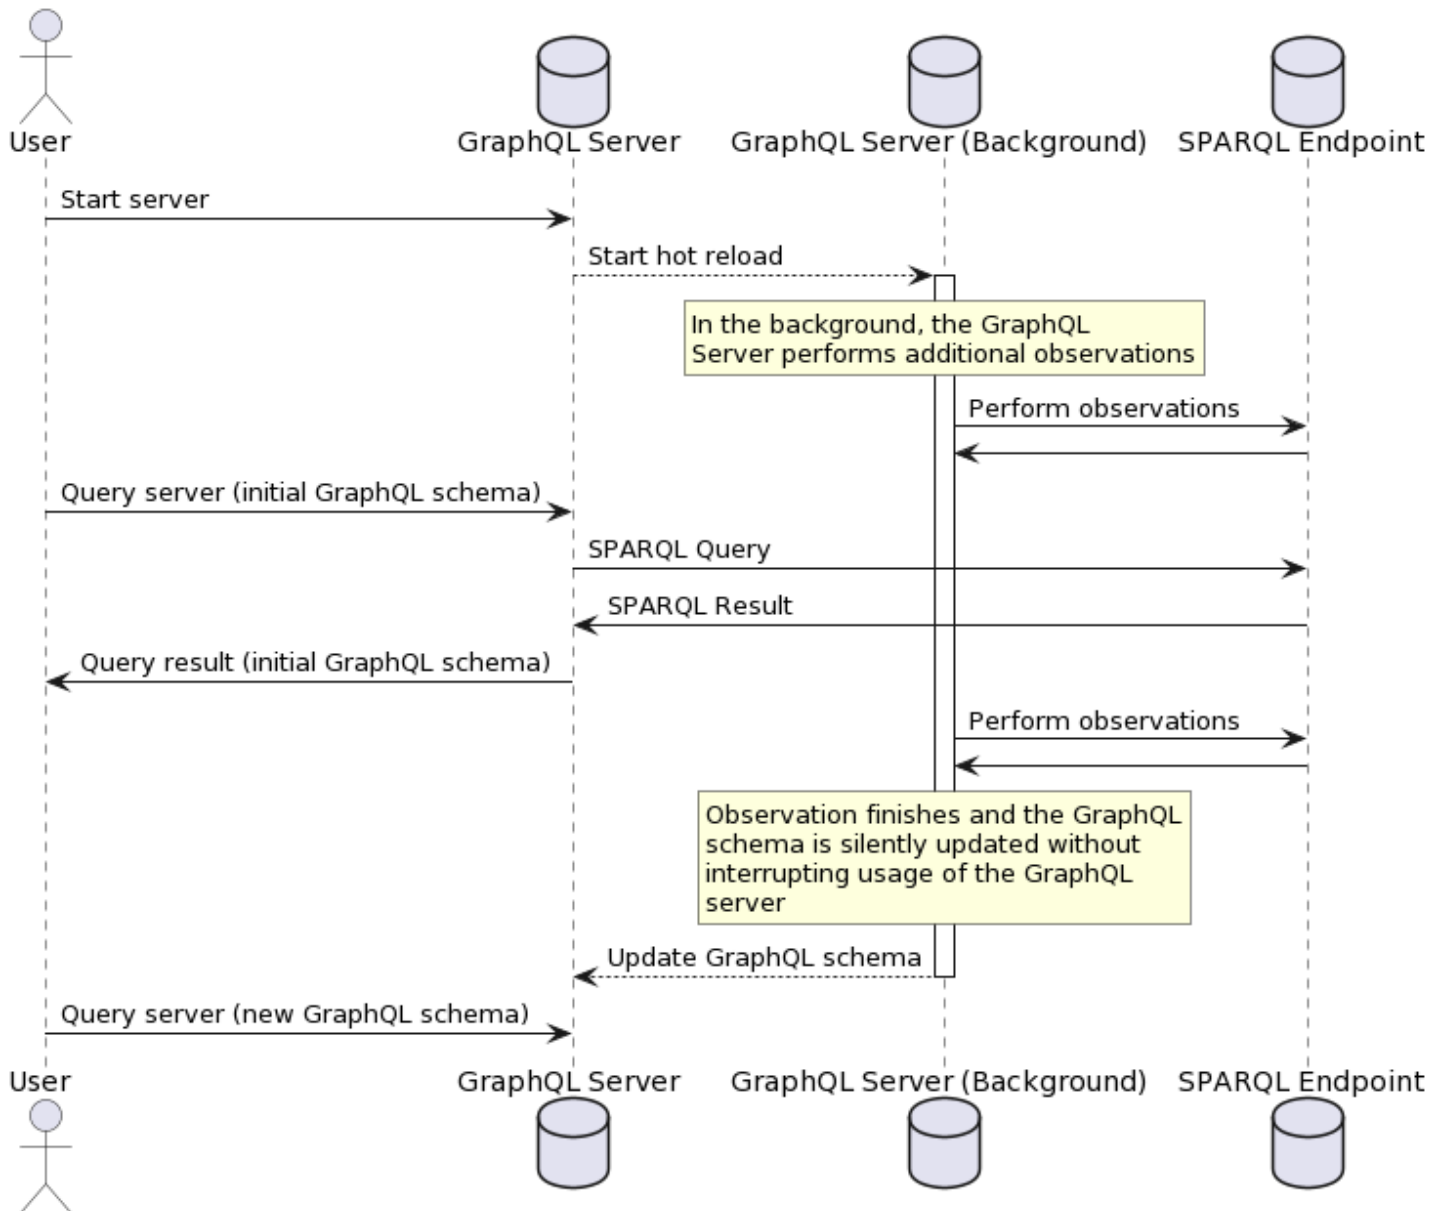 User
GraphQL Server
GraphQL Server (Background)
SPARQL Endpoint
Start server
Start hot reload
In the background, the GraphQL
Server performs additional observations
Perform observations
Query server (initial GraphQL schema)
SPARQL Query
SPARQL Result
Query result (initial GraphQL schema)
Perform observations
Observation finishes and the GraphQL
schema is silently updated without
interrupting usage of the GraphQL
server
Update GraphQL schema
Query server (new GraphQL schema)
User
GraphQL Server
GraphQL Server (Background)
SPARQL Endpoint